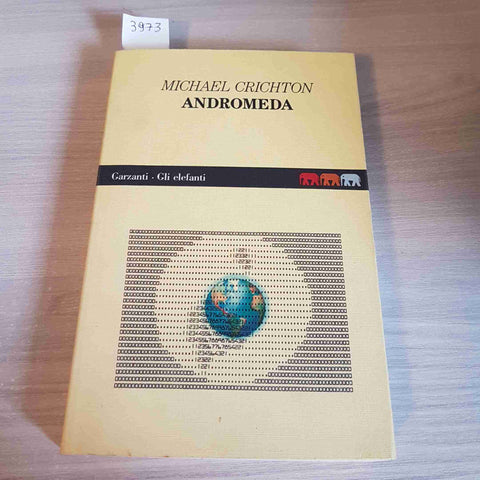 3973
MICHAEL CRICHTON
ANDROMEDA
Garzanti · Gli elefanti